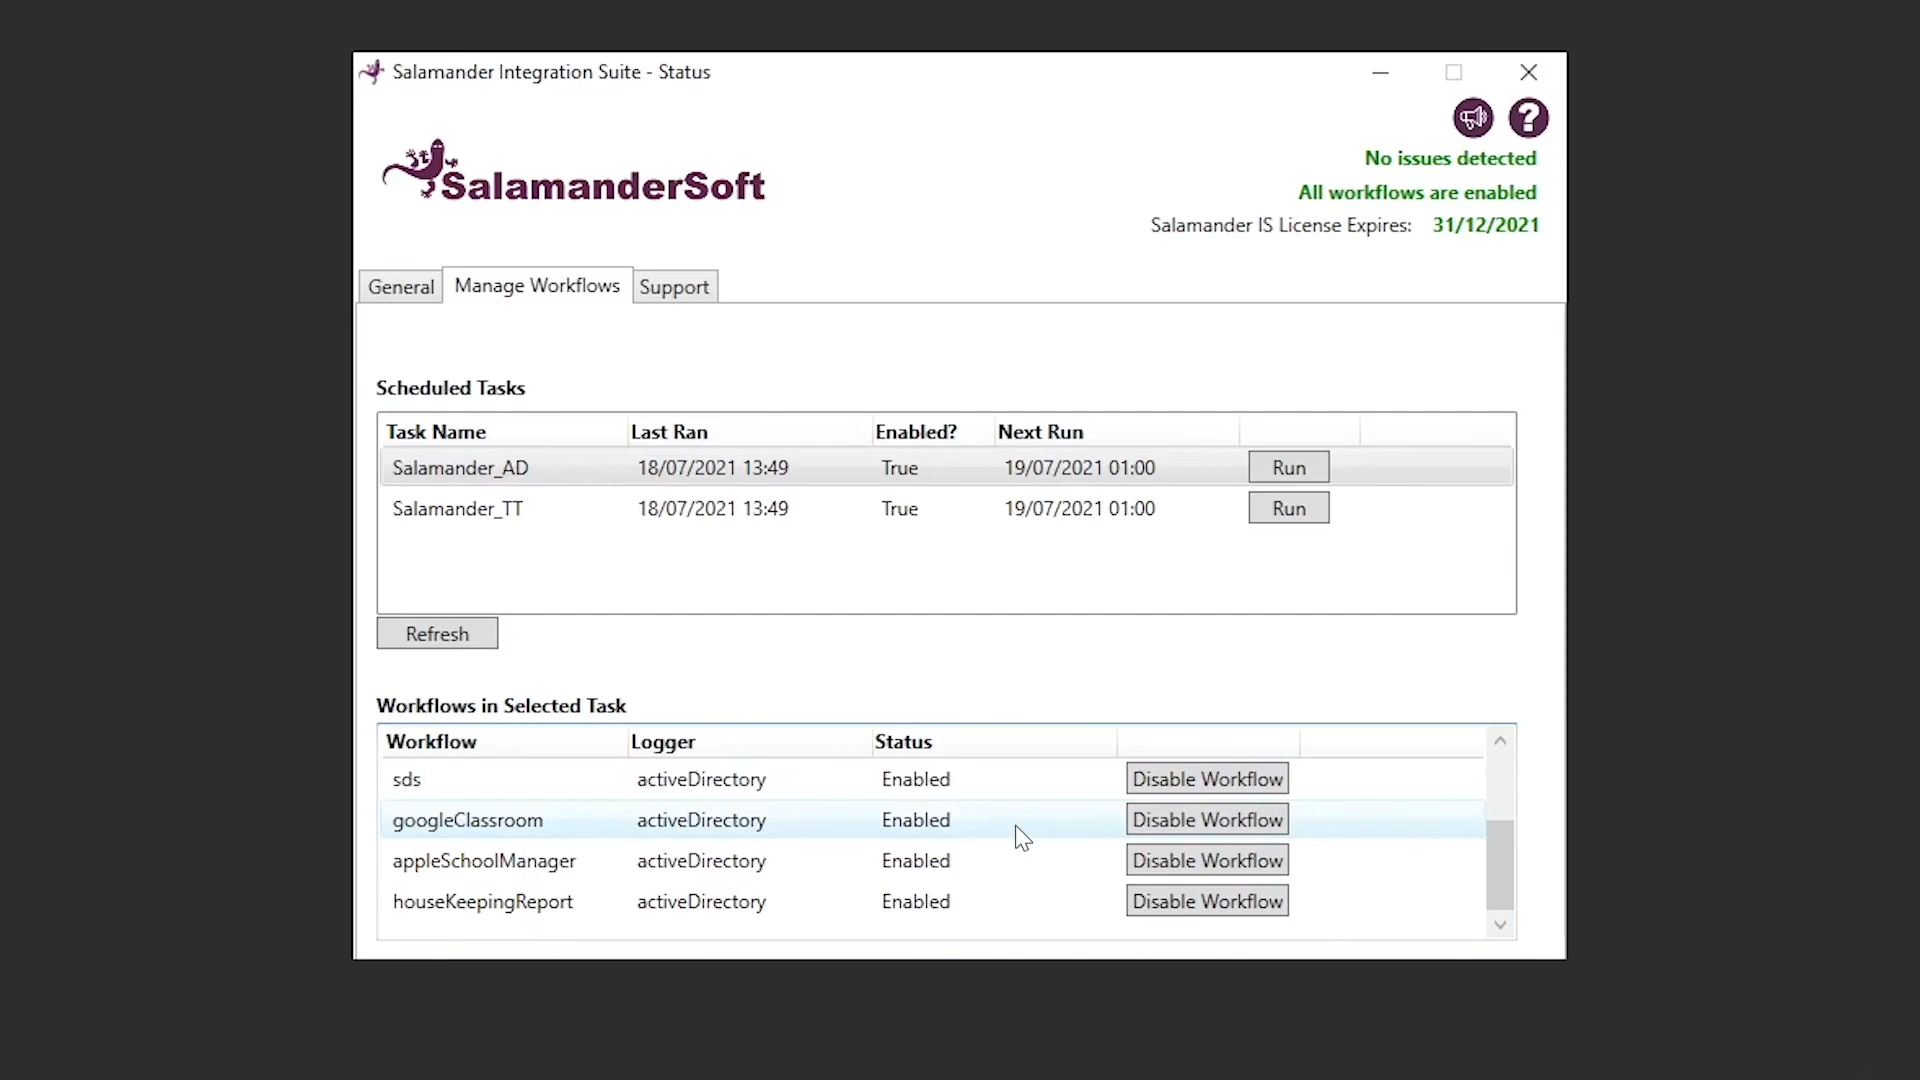 Salamander Integration Suite - Status
SalamanderSoft
No issues detected
All workflows are enabled
Salamander IS License Expires: 31/12/2021
General Manage Workflows Support
Scheduled Tasks
Task Name Last Ran Enabled? Next Run
Salamander_AD 18/07/2021 13:49 True 19/07/2021 01:00 Run
Salamander_TT 18/07/2021 13:49 True 19/07/2021 01:00 Run
Refresh
Workflows in Selected Task
Workflow Logger Status
sds activeDirectory Enabled Disable Workflow
googleClassroom activeDirectory Enabled Disable Workflow
appleSchoolManager activeDirectory Enabled Disable Workflow
houseKeepingReport activeDirectory Enabled Disable Workflow